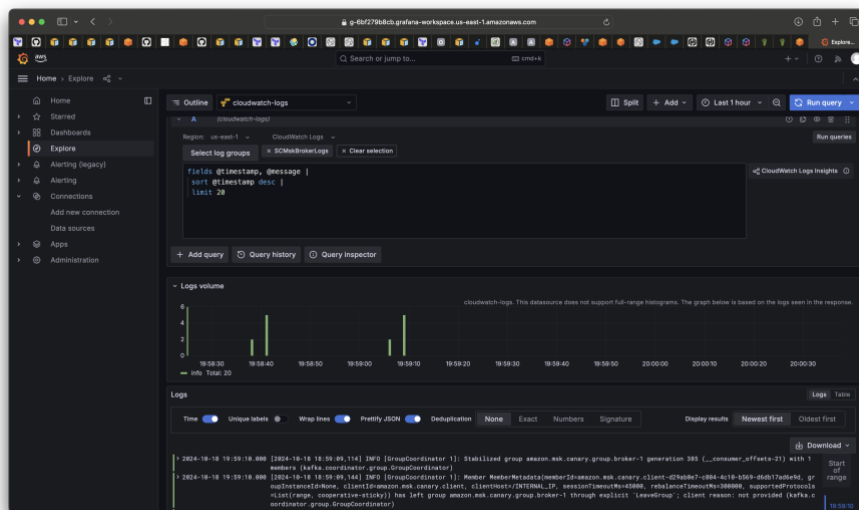 g-6bf279b8cb.grafana-workspace.us-east-1.amazonaws.com
Explore...
aws
Search or jump to...
cmd+k
Home › Explore
Home
Starred
Dashboards
Explore
Alerting (legacy)
Alerting
Connections
Add new connection
Data sources
Apps
Administration
Outline
cloudwatch-logs
Split
Add
Last 1 hour
Run query
A (cloudwatch-logs)
Region: us-east-1
CloudWatch Logs
Run queries
Select log groups
× SCMskBrokerLogs
× Clear selection
fields @timestamp, @message |
sort @timestamp desc |
limit 20
CloudWatch Logs Insights
+ Add query
Query history
Query inspector
Logs volume
cloudwatch-logs. This datasource does not support full-range histograms. The graph below is based on the logs seen in the response.
6
4
2
0
19:58:30 19:58:40 19:58:50 19:59:00 19:59:10 19:59:20 19:59:30 19:59:40 19:59:50 20:00:00 20:00:10 20:00:20 20:00:30
info Total: 20
Logs
Logs Table
Time
Unique labels
Wrap lines
Prettify JSON
Deduplication
None
Exact
Numbers
Signature
Display results
Newest first
Oldest first
Download
2024-10-18 19:59:10.000 [2024-10-18 18:59:09,114] INFO [GroupCoordinator 1]: Stabilized group amazon.msk.canary.group.broker-1 generation 385 (__consumer_offsets-21) with 1
members (kafka.coordinator.group.GroupCoordinator)
2024-10-18 19:59:10.000 [2024-10-18 18:59:09,144] INFO [GroupCoordinator 1]: Member MemberMetadata(memberId=amazon.msk.canary.client-d29ab8e7-c804-4c10-b569-d6db17ad6e9d, gr
oupInstanceId=None, clientId=amazon.msk.canary.client, clientHost=/INTERNAL_IP, sessionTimeoutMs=45000, rebalanceTimeoutMs=300000, supportedProtocols
=List(range, cooperative-sticky)) has left group amazon.msk.canary.group.broker-1 through explicit `LeaveGroup`; client reason: not provided (kafka.c
oordinator.group.GroupCoordinator)
Start
of
range
19:59:10